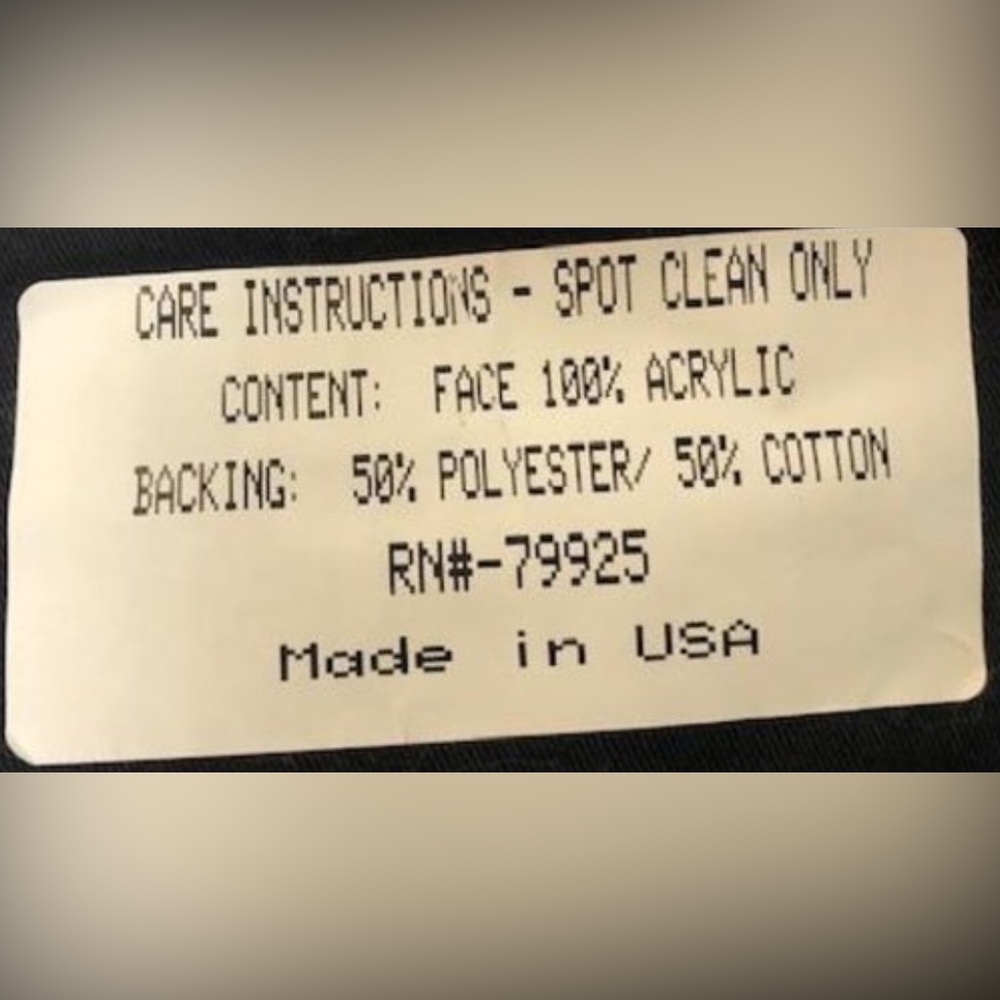 CARE INSTRUCTIONS - SPOT CLEAN ONLY
CONTENT: FACE 100% ACRYLIC
BACKING: 50% POLYESTER/ 50% COTTON
RN#-79925
Made in USA